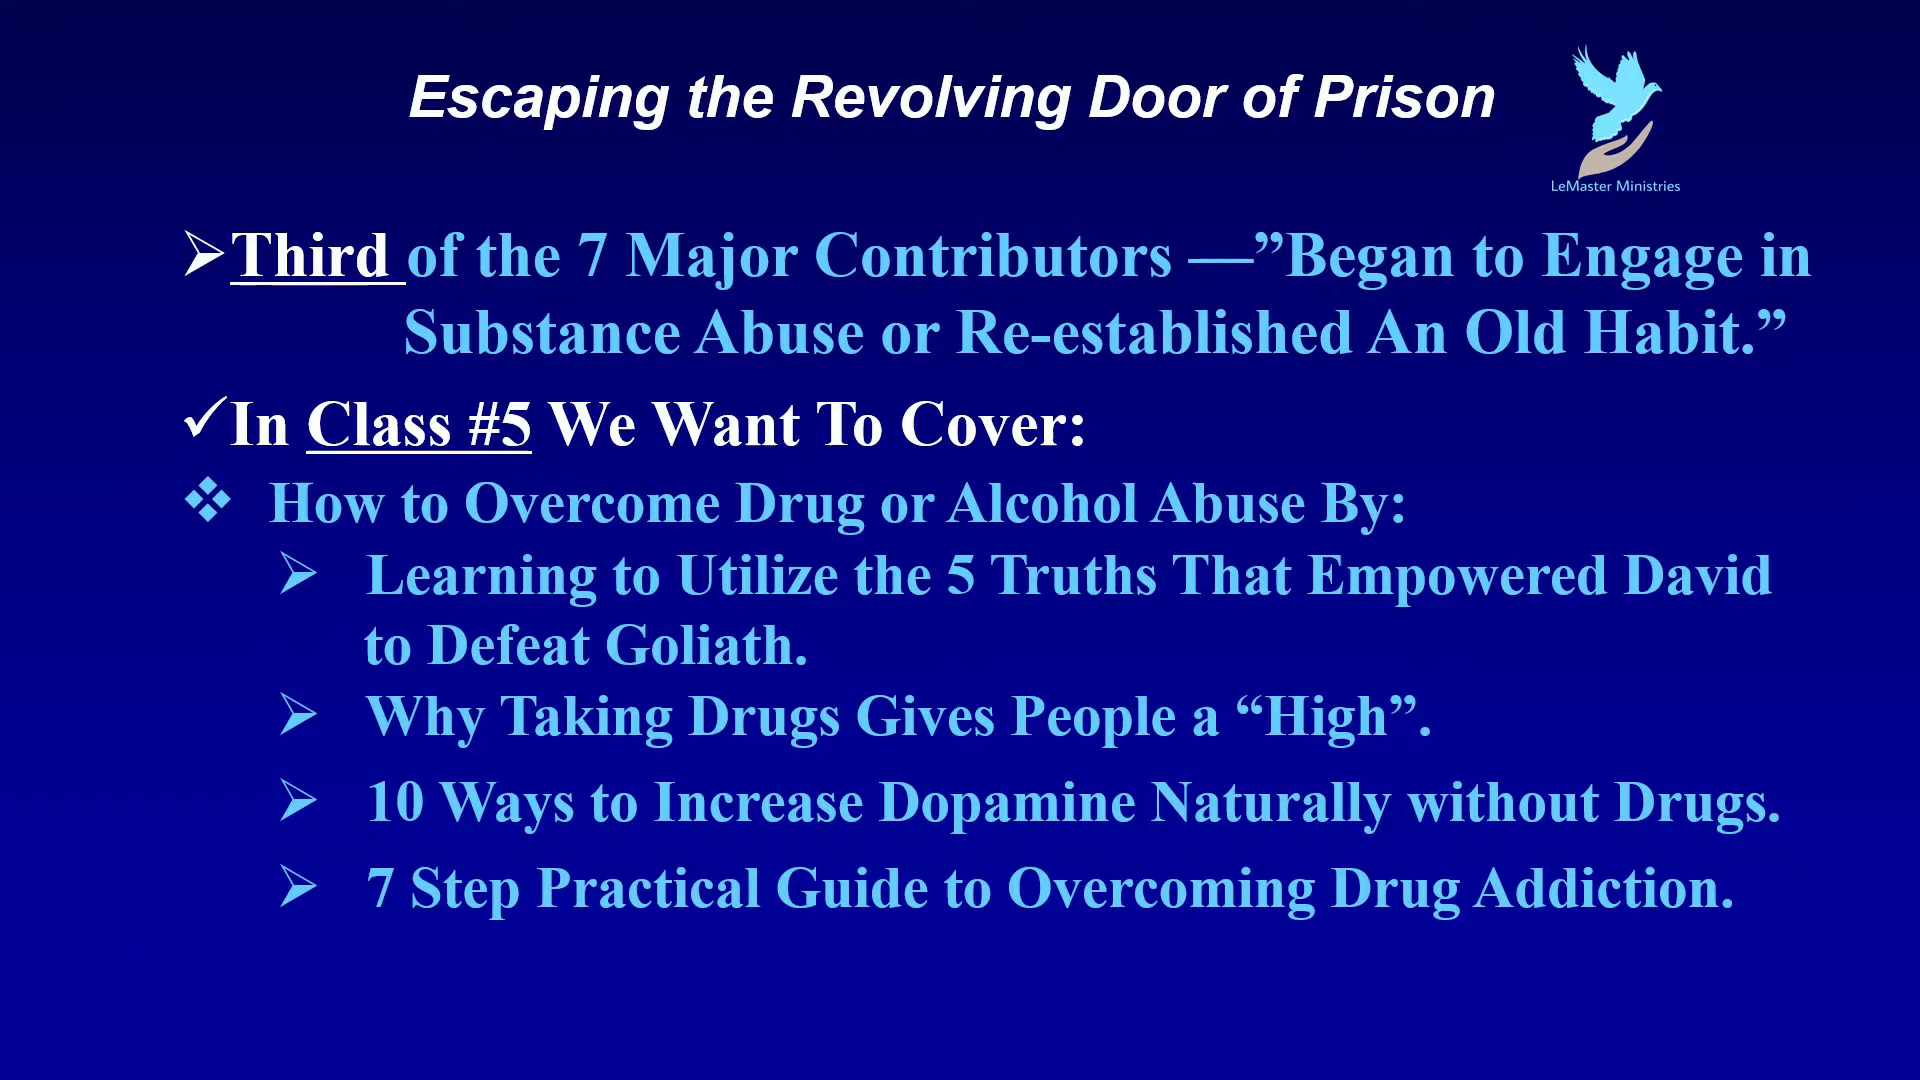 Escaping the Revolving Door of Prison
LeMaster Ministries
Third of the 7 Major Contributors —”Began to Engage in
Substance Abuse or Re-established An Old Habit.”
In Class #5 We Want To Cover:
How to Overcome Drug or Alcohol Abuse By:
Learning to Utilize the 5 Truths That Empowered David
to Defeat Goliath.
Why Taking Drugs Gives People a “High”.
10 Ways to Increase Dopamine Naturally without Drugs.
7 Step Practical Guide to Overcoming Drug Addiction.